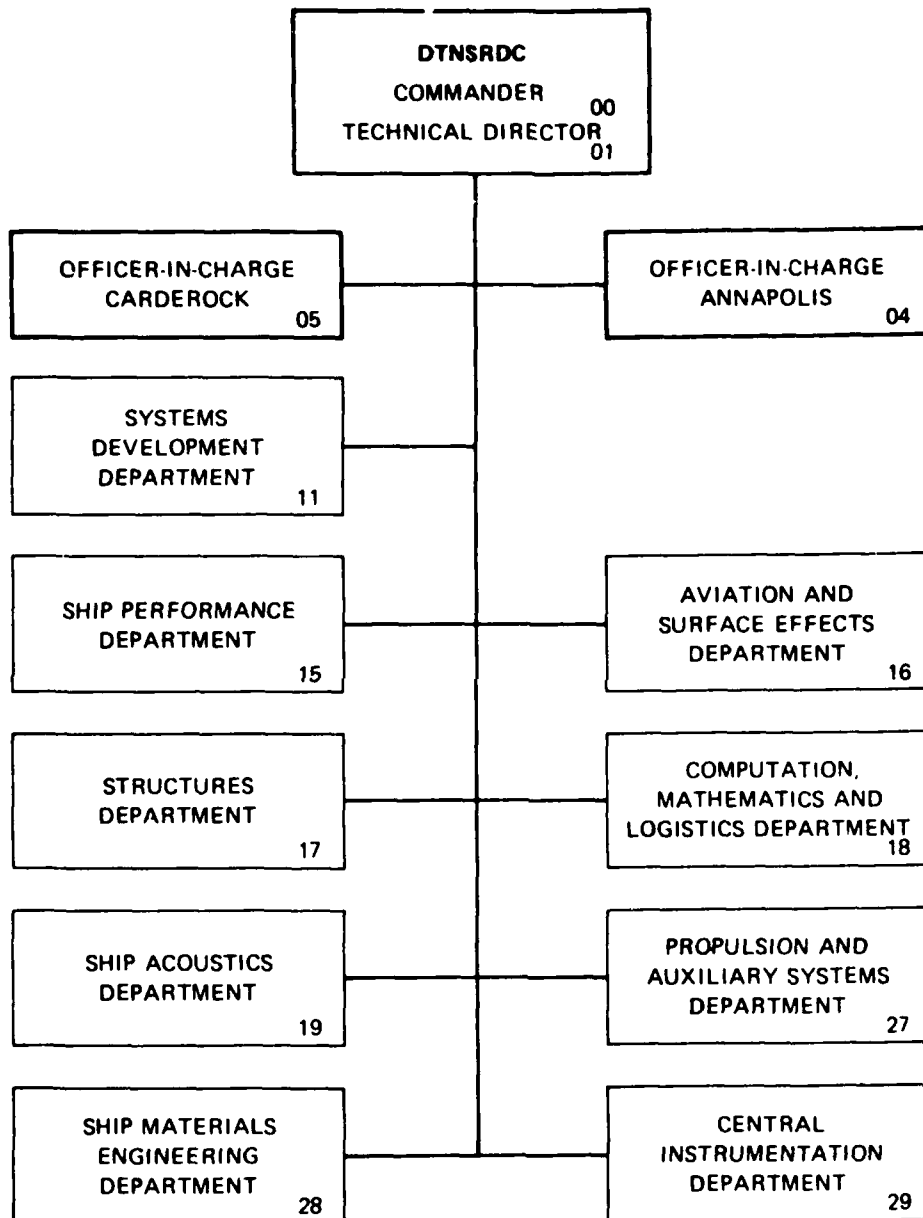 DTNSRDC
COMMANDER
00
TECHNICAL DIRECTOR
01
OFFICER-IN-CHARGE
CARDEROCK
05
OFFICER-IN-CHARGE
ANNAPOLIS
04
SYSTEMS
DEVELOPMENT
DEPARTMENT
11
SHIP PERFORMANCE
DEPARTMENT
15
AVIATION AND
SURFACE EFFECTS
DEPARTMENT
16
STRUCTURES
DEPARTMENT
17
COMPUTATION,
MATHEMATICS AND
LOGISTICS DEPARTMENT
18
SHIP ACOUSTICS
DEPARTMENT
19
PROPULSION AND
AUXILIARY SYSTEMS
DEPARTMENT
27
SHIP MATERIALS
ENGINEERING
DEPARTMENT
28
CENTRAL
INSTRUMENTATION
DEPARTMENT
29